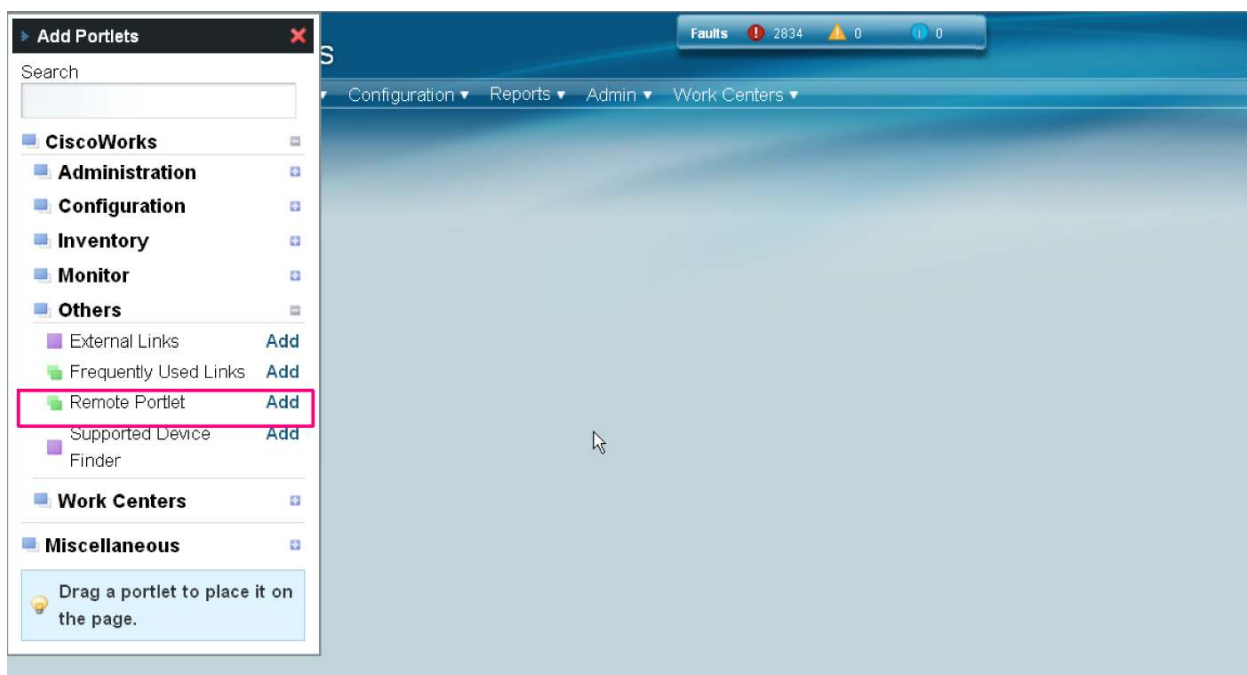 Add Portlets
Faults 2834 0 0
S
Search
Configuration Reports Admin Work Centers
CiscoWorks
Administration
Configuration
Inventory
Monitor
Others
External Links Add
Frequently Used Links Add
Remote Portlet Add
Supported Device Add
Finder
Work Centers
Miscellaneous
Drag a portlet to place it on
the page.